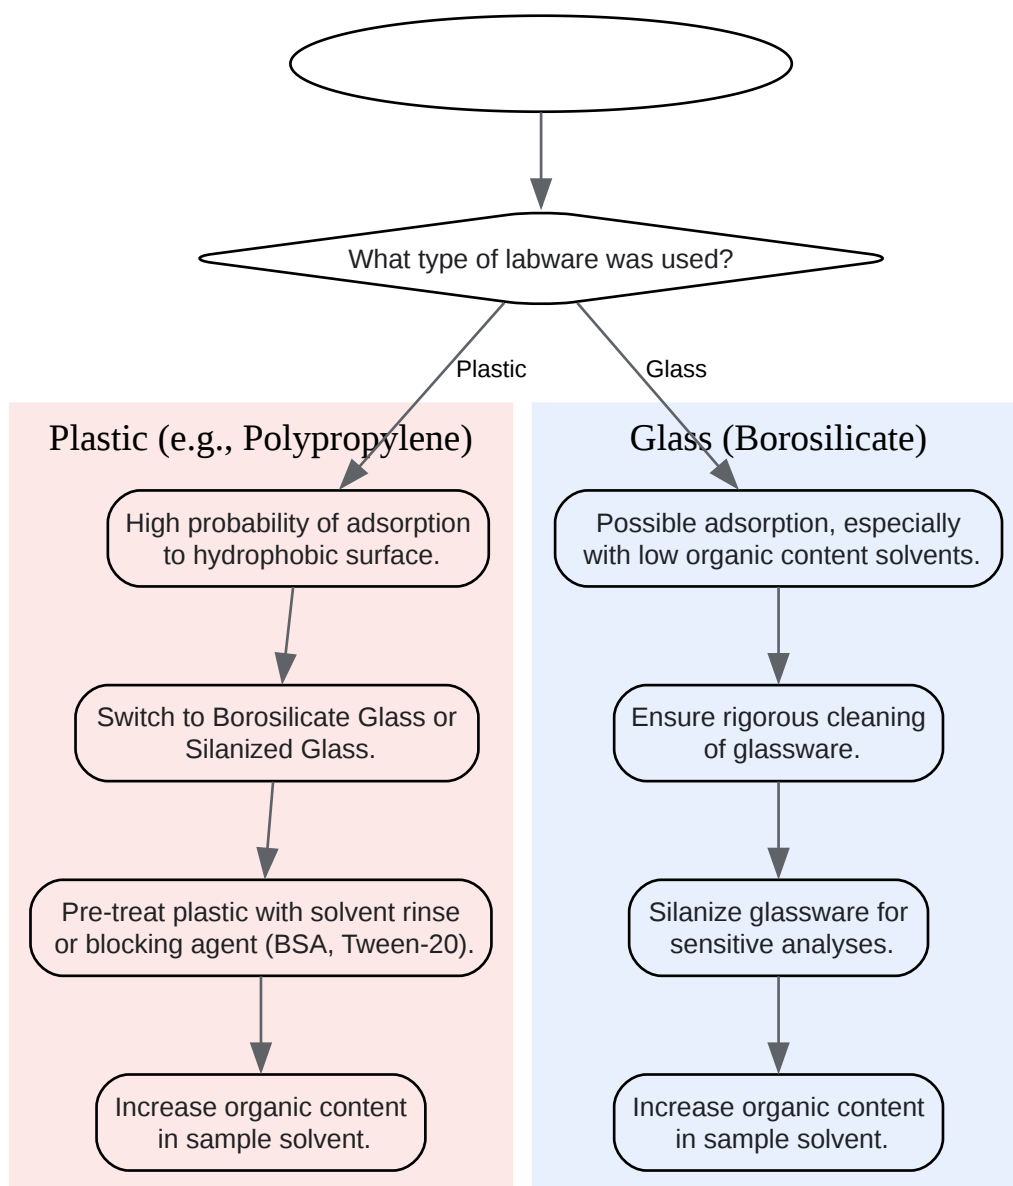 What type of labware was used?
Plastic
Glass
Plastic (e.g., Polypropylene)
High probability of adsorption
to hydrophobic surface.
Switch to Borosilicate Glass or
Silanized Glass.
Pre-treat plastic with solvent rinse
or blocking agent (BSA, Tween-20).
Increase organic content
in sample solvent.
Glass (Borosilicate)
Possible adsorption, especially
with low organic content solvents.
Ensure rigorous cleaning
of glassware.
Silanize glassware for
sensitive analyses.
Increase organic content
in sample solvent.